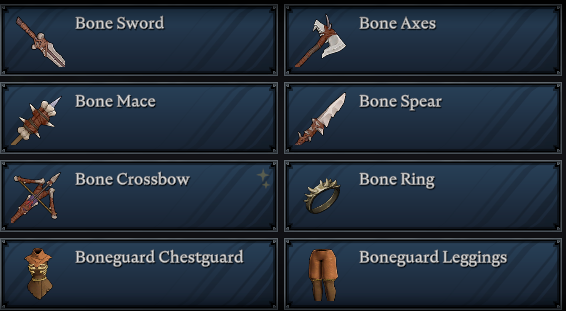 Bone Sword
Bone Axes
Bone Mace
Bone Spear
Bone Crossbow
Bone Ring
Boneguard Chestguard
Boneguard Leggings